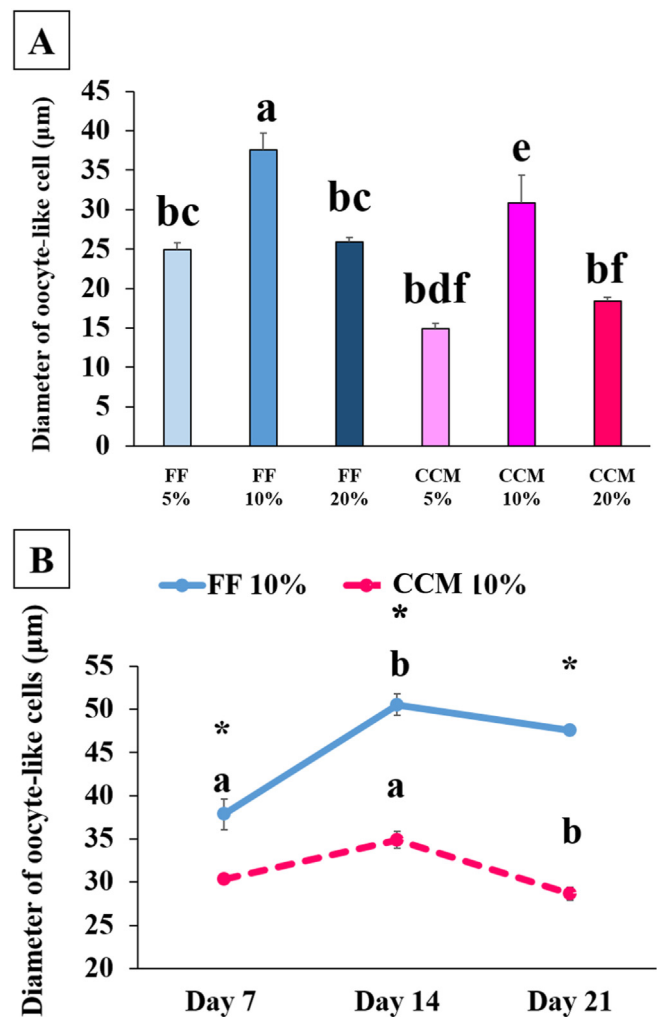 A
Diameter of oocyte-like cell (µm)
45
40
35
30
25
20
15
10
5
0
bc
a
bc
bdf
e
bf
FF
5%
FF
10%
FF
20%
CCM
5%
CCM
10%
CCM
20%
B
FF 10%
CCM 10%
Diameter of oocyte-like cells (µm)
55
50
45
40
35
30
25
20
*
a
*
b
a
*
b
Day 7
Day 14
Day 21